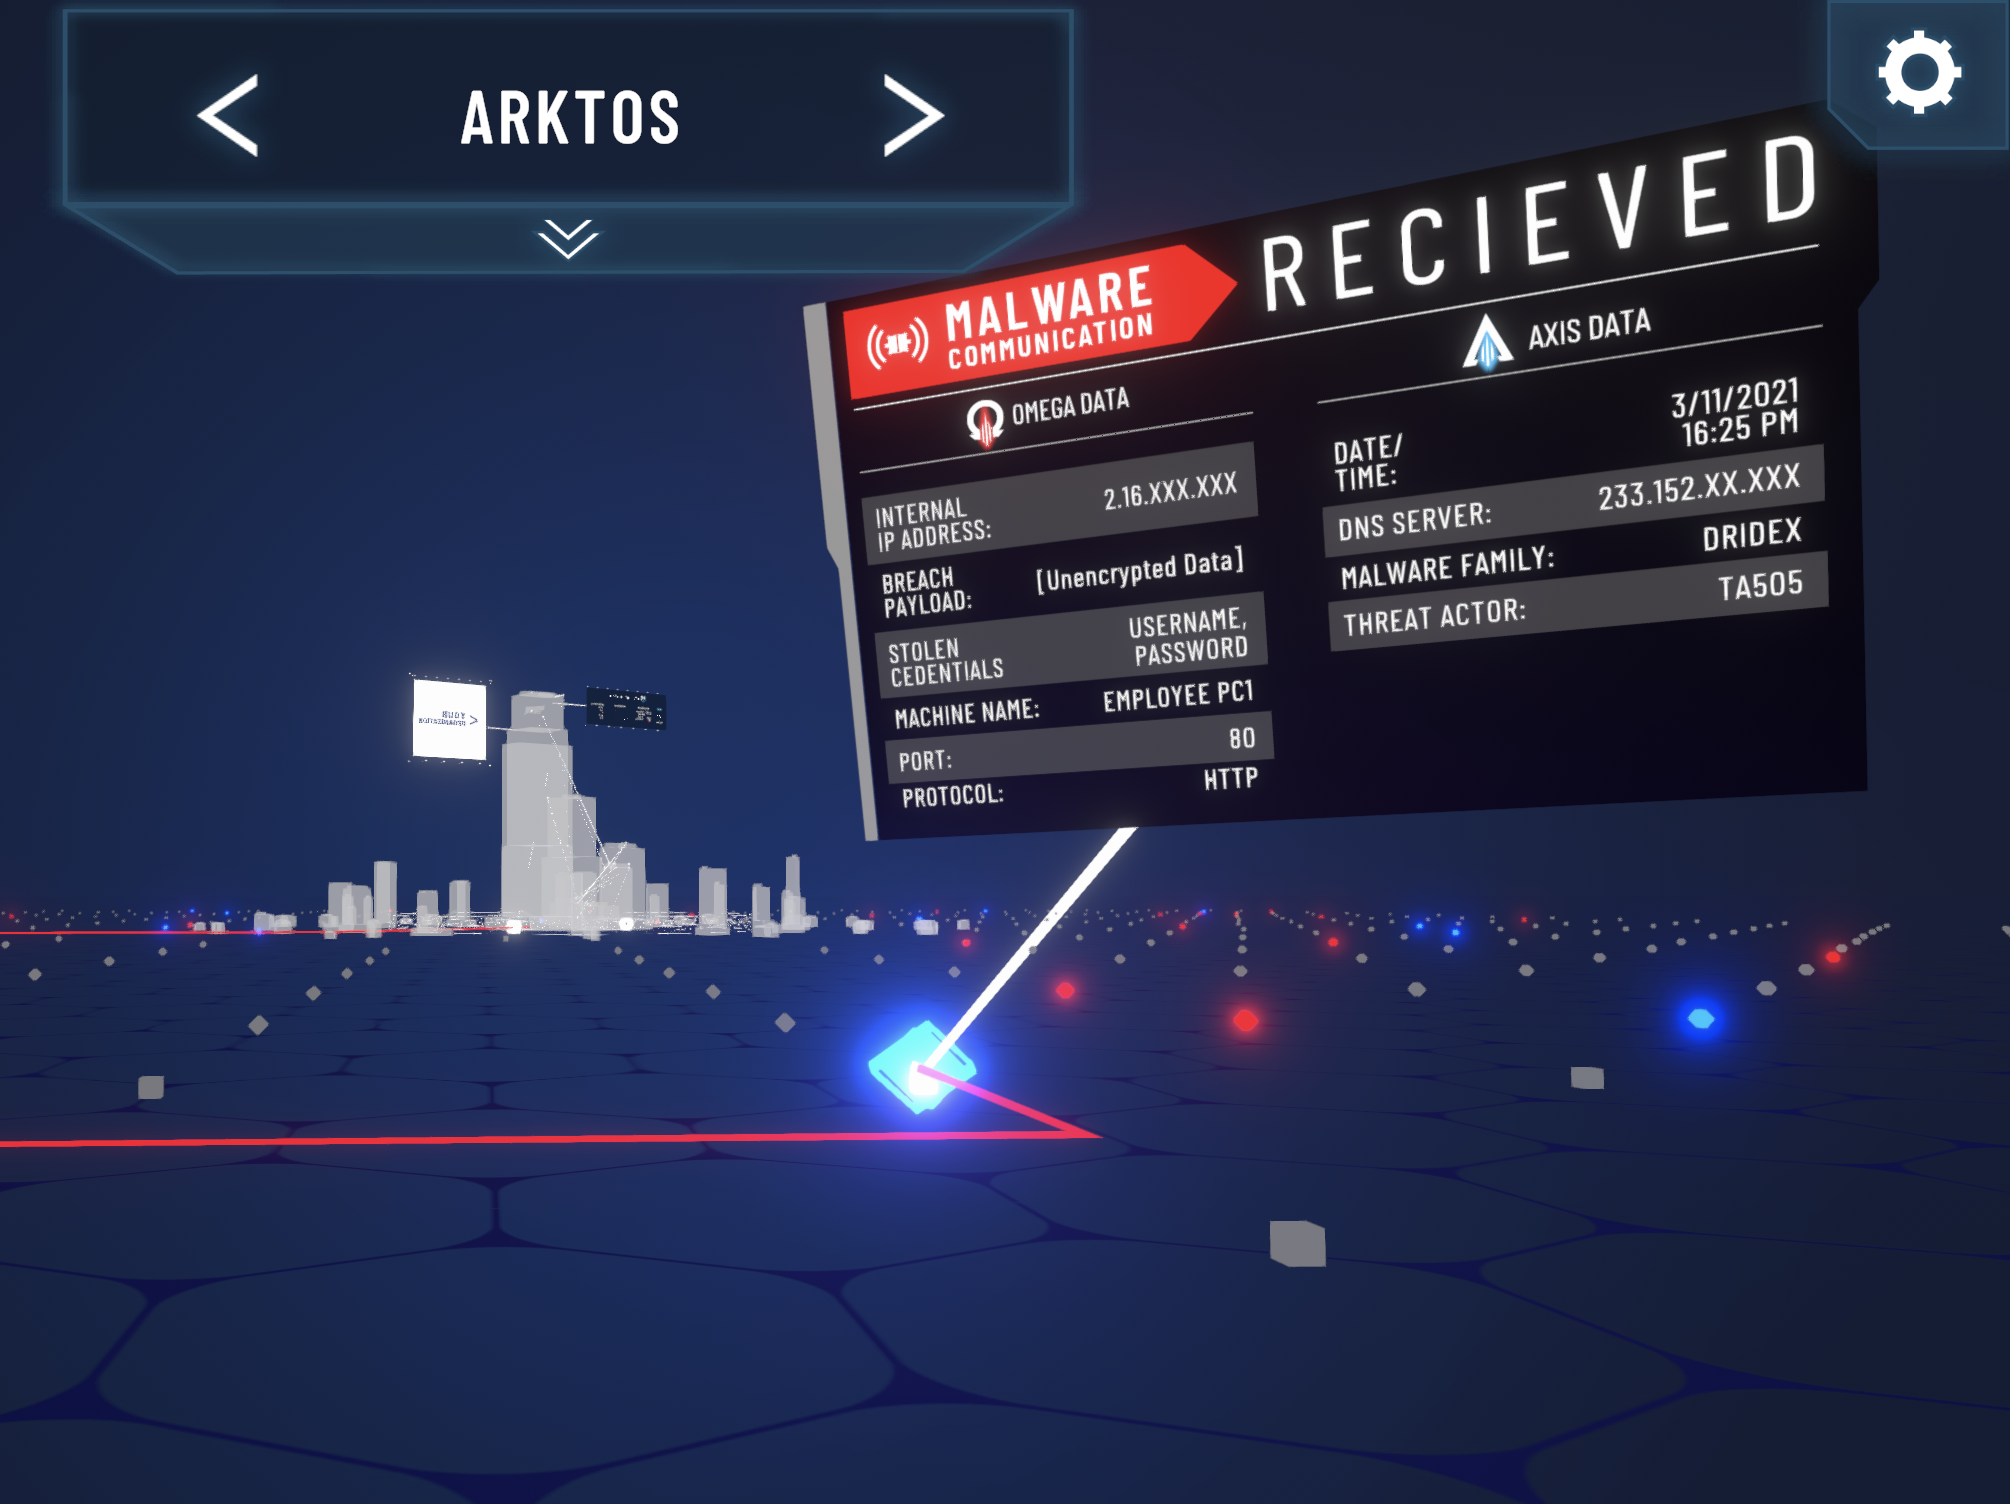 ARKTOS
MALWARE
COMMUNICATION
RECIEVED
OMEGA DATA
INTERNAL
IP ADDRESS:
2.16.XXX.XXX
BREACH
PAYLOAD:
[Unencrypted Data]
STOLEN
CEDENTIALS
USERNAME,
PASSWORD
MACHINE NAME:
EMPLOYEE PC1
PORT:
80
PROTOCOL:
HTTP
AXIS DATA
DATE/
TIME:
3/11/2021
16:25 PM
DNS SERVER:
233.152.XX.XXX
MALWARE FAMILY:
DRIDEX
THREAT ACTOR:
TA505